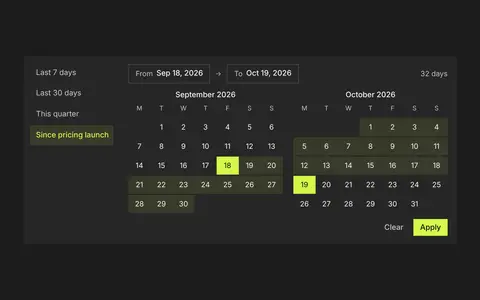 Last 7 days
Last 30 days
This quarter
Since pricing launch
From Sep 18, 2026 → To Oct 19, 2026
32 days
September 2026
M T W T F S S
1 2 3 4 5 6
7 8 9 10 11 12 13
14 15 16 17 18 19 20
21 22 23 24 25 26 27
28 29 30
October 2026
M T W T F S S
1 2 3 4
5 6 7 8 9 10 11
12 13 14 15 16 17 18
19 20 21 22 23 24 25
26 27 28 29 30 31
Clear Apply